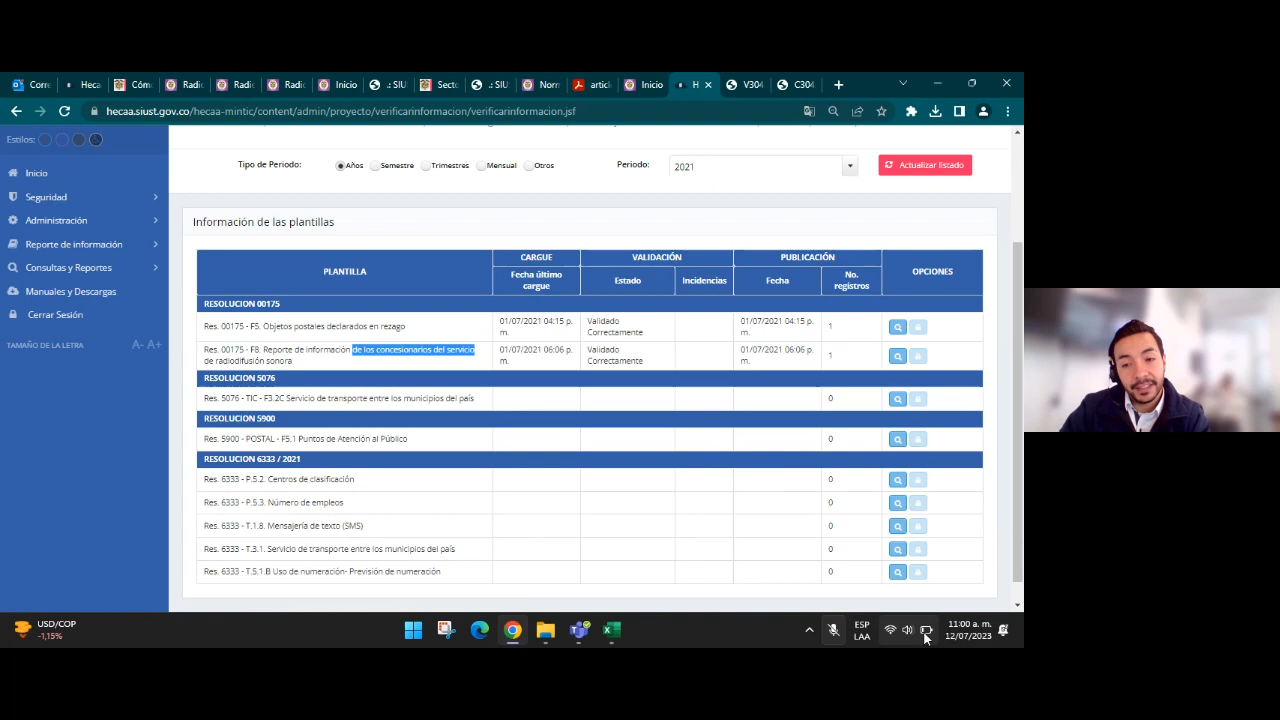 Corre
Heca
Cóm
Radic
Radi
Radi
Inicio
.: SIU
Secto
.: SIU
Norn
artic
Inicio
H
V304
C304
hecaa.siust.gov.co/hecaa-mintic/content/admin/proyecto/verificarinformacion/verificarinformacion.jsf
Estilos:
Inicio
Seguridad
Administración
Reporte de información
Consultas y Reportes
Manuales y Descargas
Cerrar Sesión
TAMAÑO DE LA LETRA A- A+
Tipo de Periodo: Años Semestre Trimestres Mensual Otros Periodo: 2021 Actualizar listado
Información de las plantillas
PLANTILLA CARGUE VALIDACIÓN PUBLICACIÓN OPCIONES
Fecha último cargue Estado Incidencias Fecha No. registros
RESOLUCION 00175
Res. 00175 - F5. Objetos postales declarados en rezago 01/07/2021 04:15 p. m. Validado Correctamente 01/07/2021 04:15 p. m. 1
Res. 00175 - F8. Reporte de información de los concesionarios del servicio de radiodifusión sonora 01/07/2021 06:06 p. m. Validado Correctamente 01/07/2021 06:06 p. m. 1
RESOLUCION 5076
Res. 5076 - TIC - F3.2C Servicio de transporte entre los municipios del país 0
RESOLUCION 5900
Res. 5900 - POSTAL - F5.1 Puntos de Atención al Público 0
RESOLUCION 6333 / 2021
Res. 6333 - P.5.2. Centros de clasificación 0
Res. 6333 - P.5.3. Número de empleos 0
Res. 6333 - T.1.8. Mensajería de texto (SMS) 0
Res. 6333 - T.3.1. Servicio de transporte entre los municipios del país 0
Res. 6333 - T.5.1.B Uso de numeración- Previsión de numeración 0
USD/COP
-1,15%
ESP
LAA
11:00 a. m.
12/07/2023